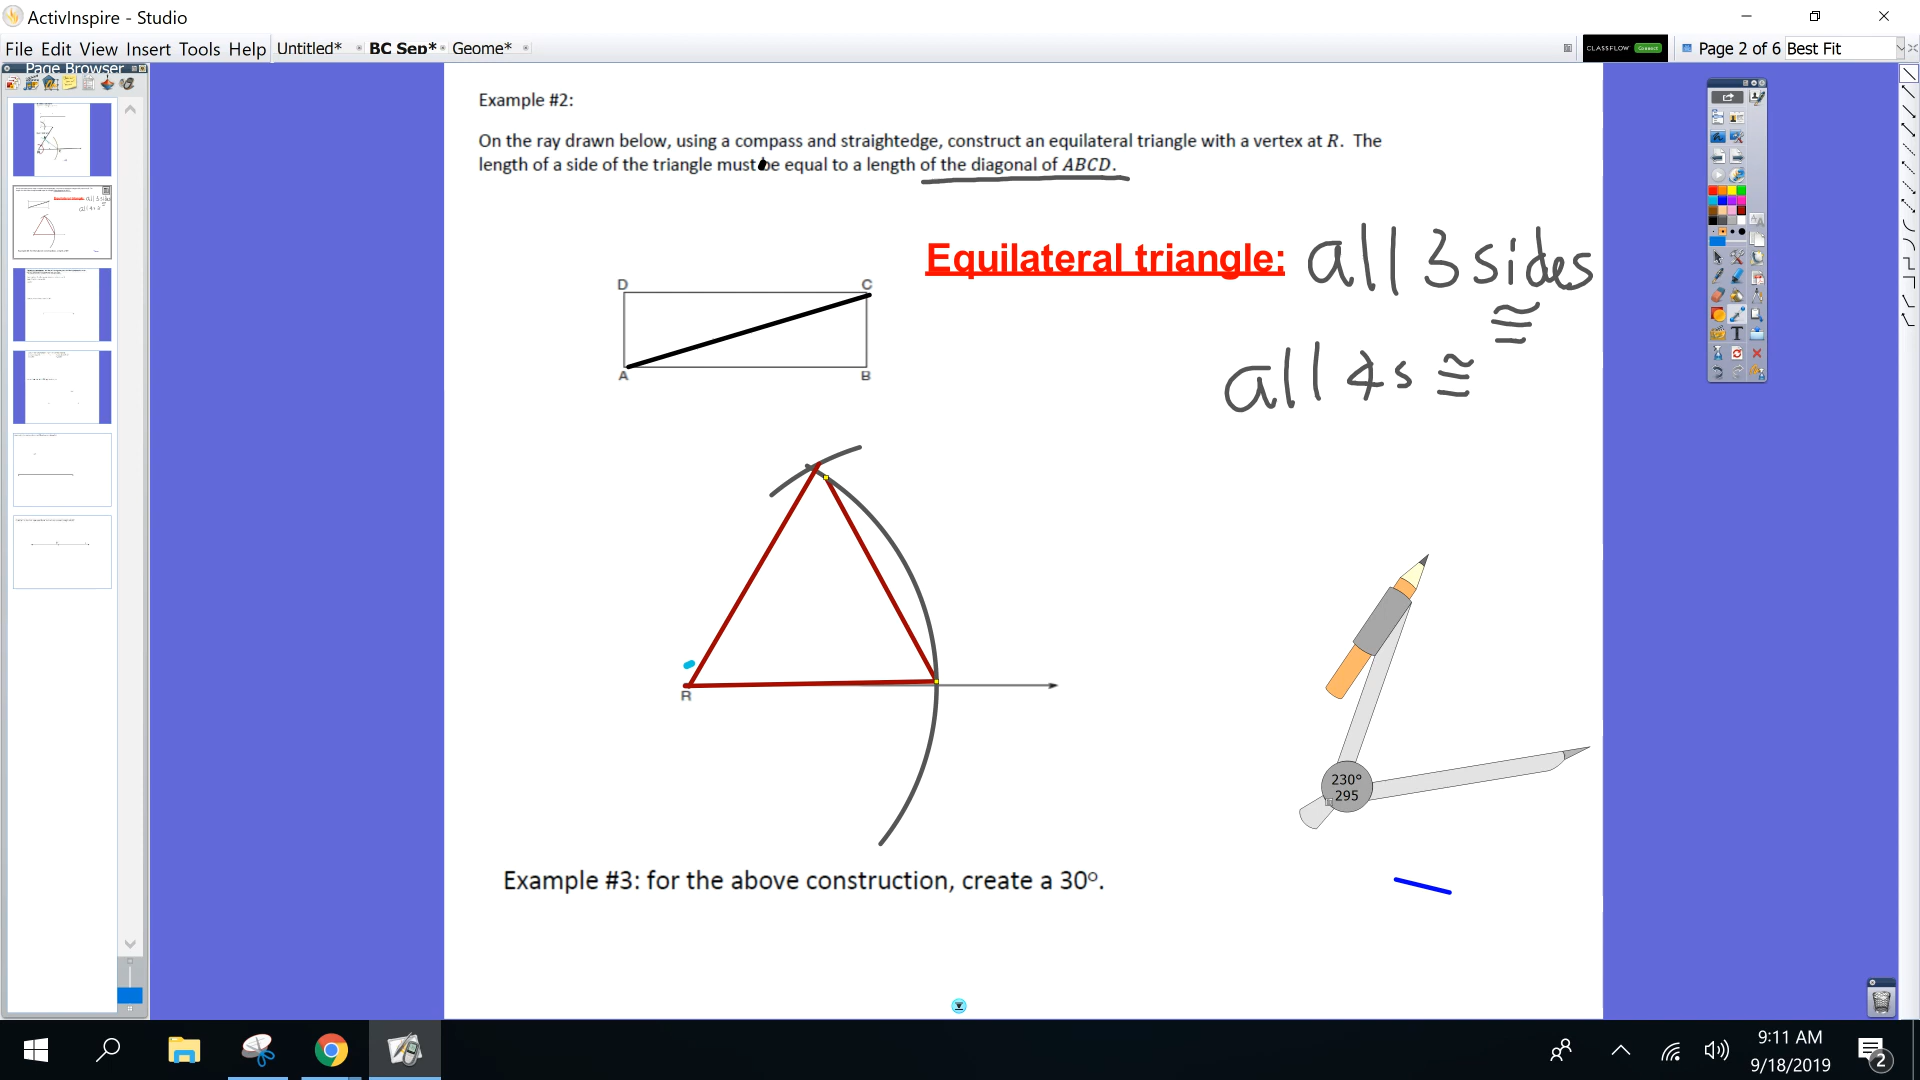 ActivInspire - Studio
File Edit View Insert Tools Help Untitled* BC Sep* Geome*
CLASSFLOW Connect Page 2 of 6 Best Fit
Page Browser
Example #2:
On the ray drawn below, using a compass and straightedge, construct an equilateral triangle with a vertex at R. The
length of a side of the triangle must be equal to a length of the diagonal of ABCD.
Equilateral triangle: all 3 sides
≅
all ∡s ≅
D C
A B
R
230°
295
Example #3: for the above construction, create a 30°.
9:11 AM
9/18/2019
2